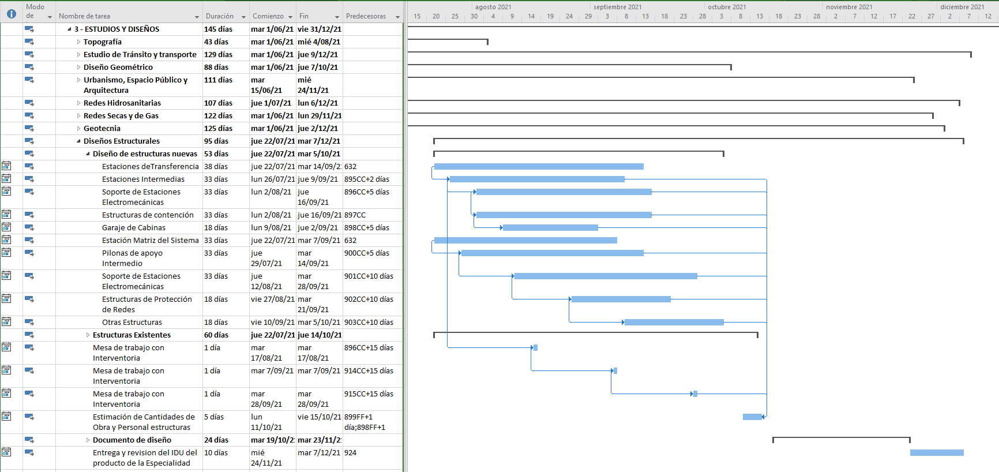 Modo de
Nombre de tarea
Duración
Comienzo
Fin
Predecesoras
agosto 2021
septiembre 2021
octubre 2021
noviembre 2021
diciembre 2021
15 20 25 30 4 9 14 19 24 29 3 8 13 18 23 28 3 8 13 18 23 28 2 7 12 17 22 27 2 7 12
3 - ESTUDIOS Y DISEÑOS 145 días mar 1/06/21 vie 31/12/21
Topografía 43 días mar 1/06/21 mié 4/08/21
Estudio de Tránsito y transporte 129 días mar 1/06/21 jue 9/12/21
Diseño Geométrico 88 días mar 1/06/21 jue 7/10/21
Urbanismo, Espacio Público y 111 días mar mié
Arquitectura 15/06/21 24/11/21
Redes Hidrosanitarias 107 días jue 1/07/21 lun 6/12/21
Redes Secas y de Gas 122 días mar 1/06/21 lun 29/11/21
Geotecnia 125 días mar 1/06/21 jue 2/12/21
Diseños Estructurales 95 días jue 22/07/21 mar 7/12/21
Diseño de estructuras nuevas 53 días jue 22/07/21 mar 5/10/21
Estaciones deTransferencia 38 días jue 22/07/21 mar 14/09/2 632
Estaciones Intermedias 33 días lun 26/07/21 jue 9/09/21 895CC+2 días
Soporte de Estaciones 33 días lun 2/08/21 jue 896CC+5 días
Electromecánicas 16/09/21
Estructuras de contención 33 días lun 2/08/21 jue 16/09/21 897CC
Garaje de Cabinas 18 días lun 9/08/21 jue 2/09/21 898CC+5 días
Estación Matriz del Sistema 33 días jue 22/07/21 mar 7/09/21 632
Pilonas de apoyo 33 días jue mar 900CC+5 días
Intermedio 29/07/21 14/09/21
Soporte de Estaciones 33 días jue mar 901CC+10 días
Electromecánicas 12/08/21 28/09/21
Estructuras de Protección 18 días vie 27/08/21 mar 902CC+10 días
de Redes 21/09/21
Otras Estructuras 18 días vie 10/09/21 mar 5/10/21 903CC+10 días
Estructuras Existentes 60 días jue 22/07/21 jue 14/10/21
Mesa de trabajo con 1 día mar mar 896CC+15 días
Interventoria 17/08/21 17/08/21
Mesa de trabajo con 1 día mar 7/09/21 mar 7/09/21 914CC+15 días
Interventoria
Mesa de trabajo con 1 día mar mar 915CC+15 días
Interventoria 28/09/21 28/09/21
Estimación de Cantidades de 5 días lun vie 15/10/21 899FF+1
Obra y Personal estructuras 11/10/21 día;898FF+1
Documento de diseño 24 días mar 19/10/2 mar 23/11/2
Entrega y revision del IDU del 10 días mié mar 7/12/21 924
producto de la Especialidad 24/11/21